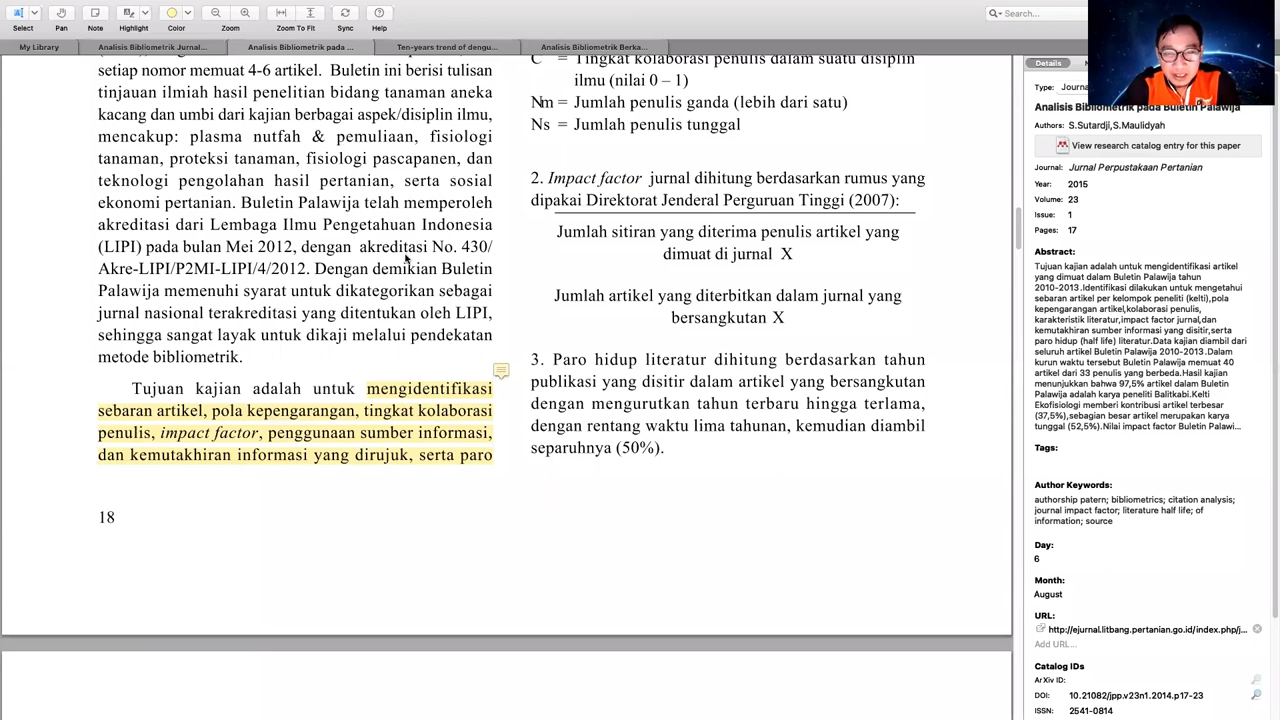 Select
Pan
Note
Highlight
Color
Zoom
Zoom To Fit
Sync
Help
Search...
My Library
Analisis Bibliometrik Jurnal...
Analisis Bibliometrik pada ...
Ten-years trend of dengu...
Analisis Bibliometrik Berka...
setiap nomor memuat 4-6 artikel. Buletin ini berisi tulisan
tinjauan ilmiah hasil penelitian bidang tanaman aneka
kacang dan umbi dari kajian berbagai aspek/disiplin ilmu,
mencakup: plasma nutfah & pemuliaan, fisiologi
tanaman, proteksi tanaman, fisiologi pascapanen, dan
teknologi pengolahan hasil pertanian, serta sosial
ekonomi pertanian. Buletin Palawija telah memperoleh
akreditasi dari Lembaga Ilmu Pengetahuan Indonesia
(LIPI) pada bulan Mei 2012, dengan akreditasi No. 430/
Akre-LIPI/P2MI-LIPI/4/2012. Dengan demikian Buletin
Palawija memenuhi syarat untuk dikategorikan sebagai
jurnal nasional terakreditasi yang ditentukan oleh LIPI,
sehingga sangat layak untuk dikaji melalui pendekatan
metode bibliometrik.
Tujuan kajian adalah untuk mengidentifikasi
sebaran artikel, pola kepengarangan, tingkat kolaborasi
penulis, impact factor, penggunaan sumber informasi,
dan kemutakhiran informasi yang dirujuk, serta paro
18
C = Tingkat kolaborasi penulis dalam suatu disiplin
ilmu (nilai 0 – 1)
Nm = Jumlah penulis ganda (lebih dari satu)
Ns = Jumlah penulis tunggal
2. Impact factor jurnal dihitung berdasarkan rumus yang
dipakai Direktorat Jenderal Perguruan Tinggi (2007):
Jumlah sitiran yang diterima penulis artikel yang
dimuat di jurnal X
Jumlah artikel yang diterbitkan dalam jurnal yang
bersangkutan X
3. Paro hidup literatur dihitung berdasarkan tahun
publikasi yang disitir dalam artikel yang bersangkutan
dengan mengurutkan tahun terbaru hingga terlama,
dengan rentang waktu lima tahunan, kemudian diambil
separuhnya (50%).
Details
Type: Journa
Analisis Bibliometrik pada Buletin Palawija
Authors: S.Sutardji,S.Maulidyah
View research catalog entry for this paper
Journal: Jurnal Perpustakaan Pertanian
Year: 2015
Volume: 23
Issue: 1
Pages: 17
Abstract:
Tujuan kajian adalah untuk mengidentifikasi artikel
yang dimuat dalam Buletin Palawija tahun
2010-2013.Identifikasi dilakukan untuk mengetahui
sebaran artikel per kelompok peneliti (kelti),pola
kepengarangan artikel,kolaborasi penulis,
karakteristik literatur,impact factor jurnal,dan
kemutakhiran sumber informasi yang disitir,serta
paro hidup (half life) literatur.Data kajian diambil dari
seluruh artikel Buletin Palawija 2010-2013.Dalam
kurun waktu tersebut Buletin Palawija memuat 40
artikel dari 33 penulis yang berbeda.Hasil kajian
menunjukkan bahwa 97,5% artikel dalam Buletin
Palawija adalah karya peneliti Balitkabi.Kelti
Ekofisiologi memberi kontribusi artikel terbesar
(37,5%),sebagian besar artikel merupakan karya
tunggal (52,5%).Nilai impact factor Buletin Palawi...
Tags:
Author Keywords:
authorship patern; bibliometrics; citation analysis;
journal impact factor; literature half life; of
information; source
Day:
6
Month:
August
URL:
http://ejurnal.litbang.pertanian.go.id/index.php/j...
Add URL...
Catalog IDs
ArXiv ID:
DOI: 10.21082/jpp.v23n1.2014.p17-23
ISSN: 2541-0814